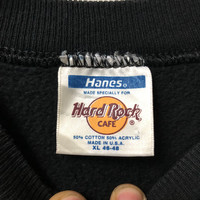 Hanes®
MADE SPECIALLY FOR
Hard Rock
CAFE
50% COTTON 50% ACRYLIC
MADE IN U.S.A.
XL 46-48